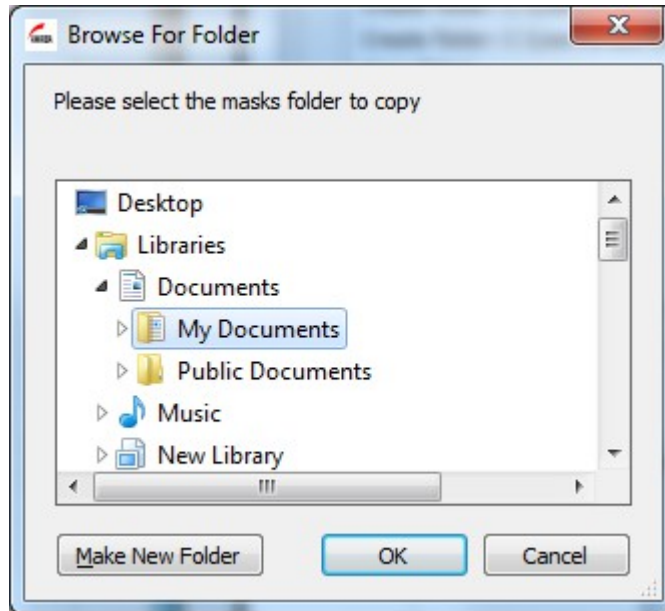 Browse For Folder
Please select the masks folder to copy
Desktop
Libraries
Documents
My Documents
Public Documents
Music
New Library
Make New Folder OK Cancel